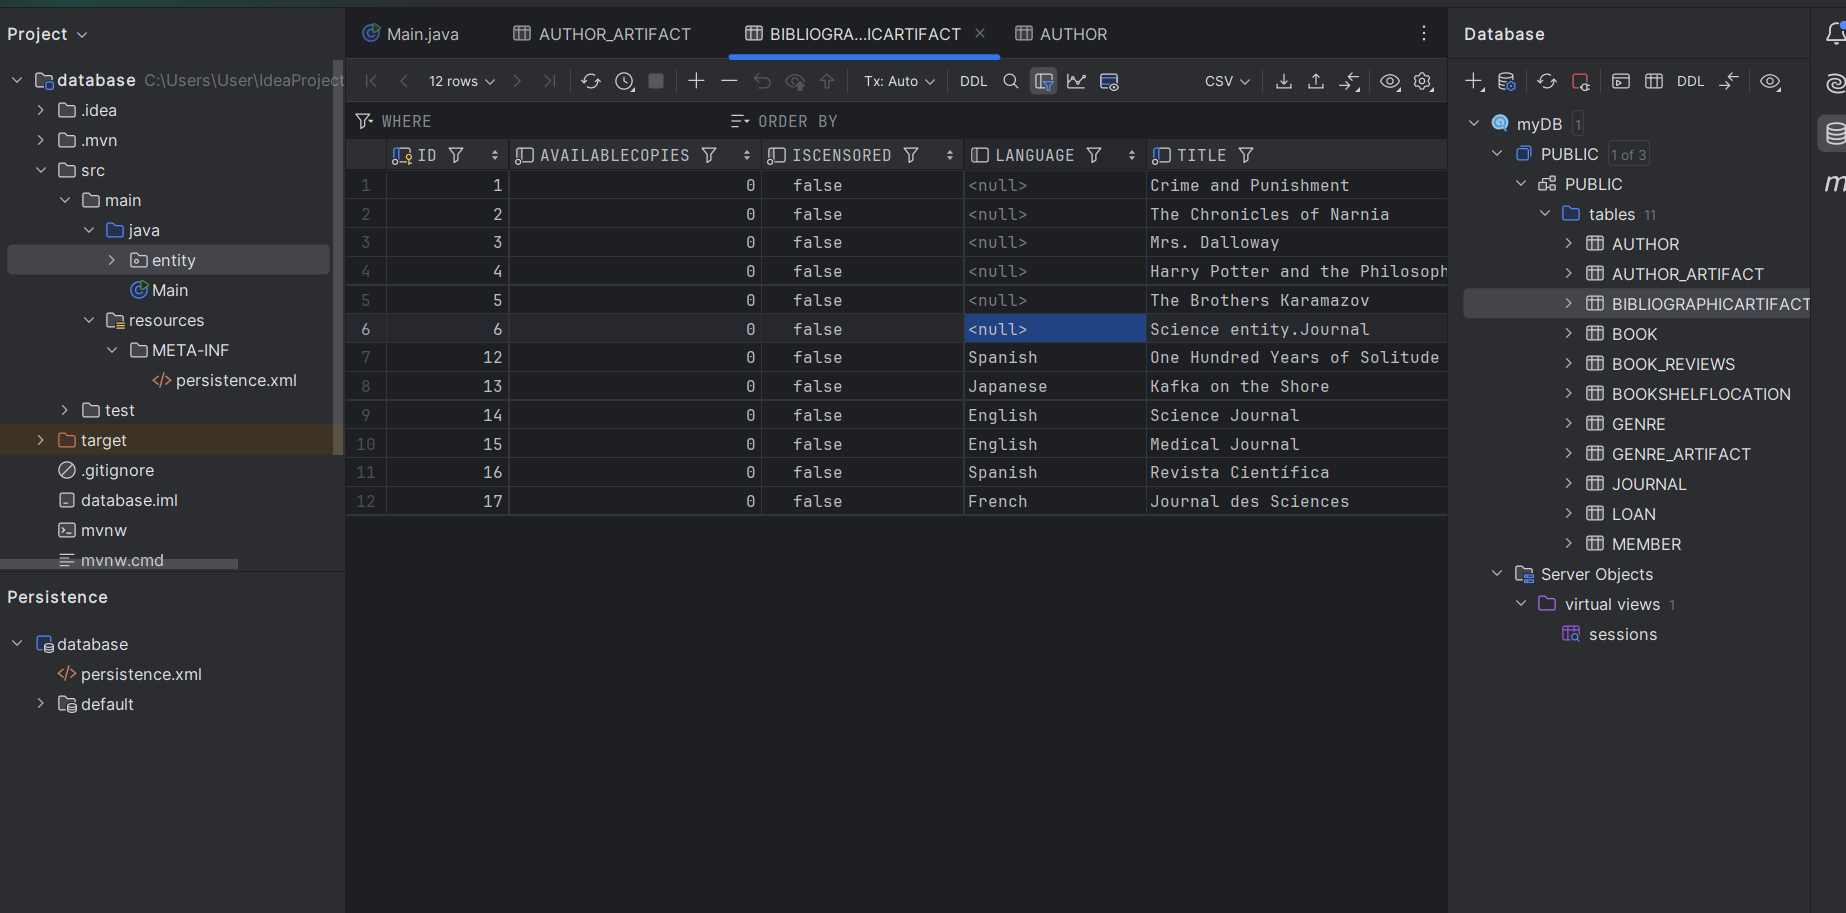 Project
database C:\Users\User\IdeaProject
.idea
.mvn
src
main
java
entity
Main
resources
META-INF
persistence.xml
test
target
.gitignore
database.iml
mvnw
mvnw.cmd
Persistence
database
persistence.xml
default
Main.java AUTHOR_ARTIFACT BIBLIOGRA...ICARTIFACT AUTHOR
12 rows Tx: Auto DDL CSV
WHERE ORDER BY
ID AVAILABLECOPIES ISCENSORED LANGUAGE TITLE
1 1 0 false <null> Crime and Punishment
2 2 0 false <null> The Chronicles of Narnia
3 3 0 false <null> Mrs. Dalloway
4 4 0 false <null> Harry Potter and the Philosoph
5 5 0 false <null> The Brothers Karamazov
6 6 0 false <null> Science entity.Journal
7 12 0 false Spanish One Hundred Years of Solitude
8 13 0 false Japanese Kafka on the Shore
9 14 0 false English Science Journal
10 15 0 false English Medical Journal
11 16 0 false Spanish Revista Científica
12 17 0 false French Journal des Sciences
Database
DDL
myDB 1
PUBLIC 1 of 3
PUBLIC
tables 11
AUTHOR
AUTHOR_ARTIFACT
BIBLIOGRAPHICARTIFACT
BOOK
BOOK_REVIEWS
BOOKSHELFLOCATION
GENRE
GENRE_ARTIFACT
JOURNAL
LOAN
MEMBER
Server Objects
virtual views 1
sessions
m